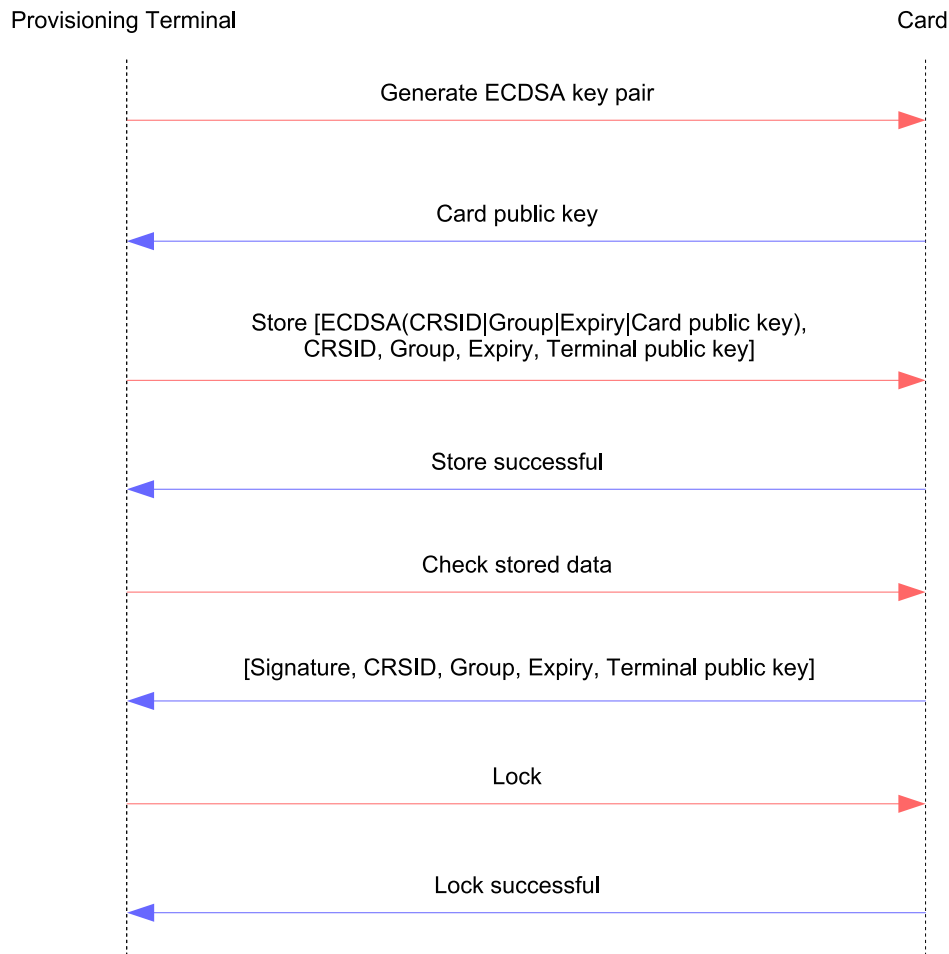 Provisioning Terminal
Card
Generate ECDSA key pair
Card public key
Store [ECDSA(CRSID|Group|Expiry|Card public key),
CRSID, Group, Expiry, Terminal public key]
Store successful
Check stored data
[Signature, CRSID, Group, Expiry, Terminal public key]
Lock
Lock successful